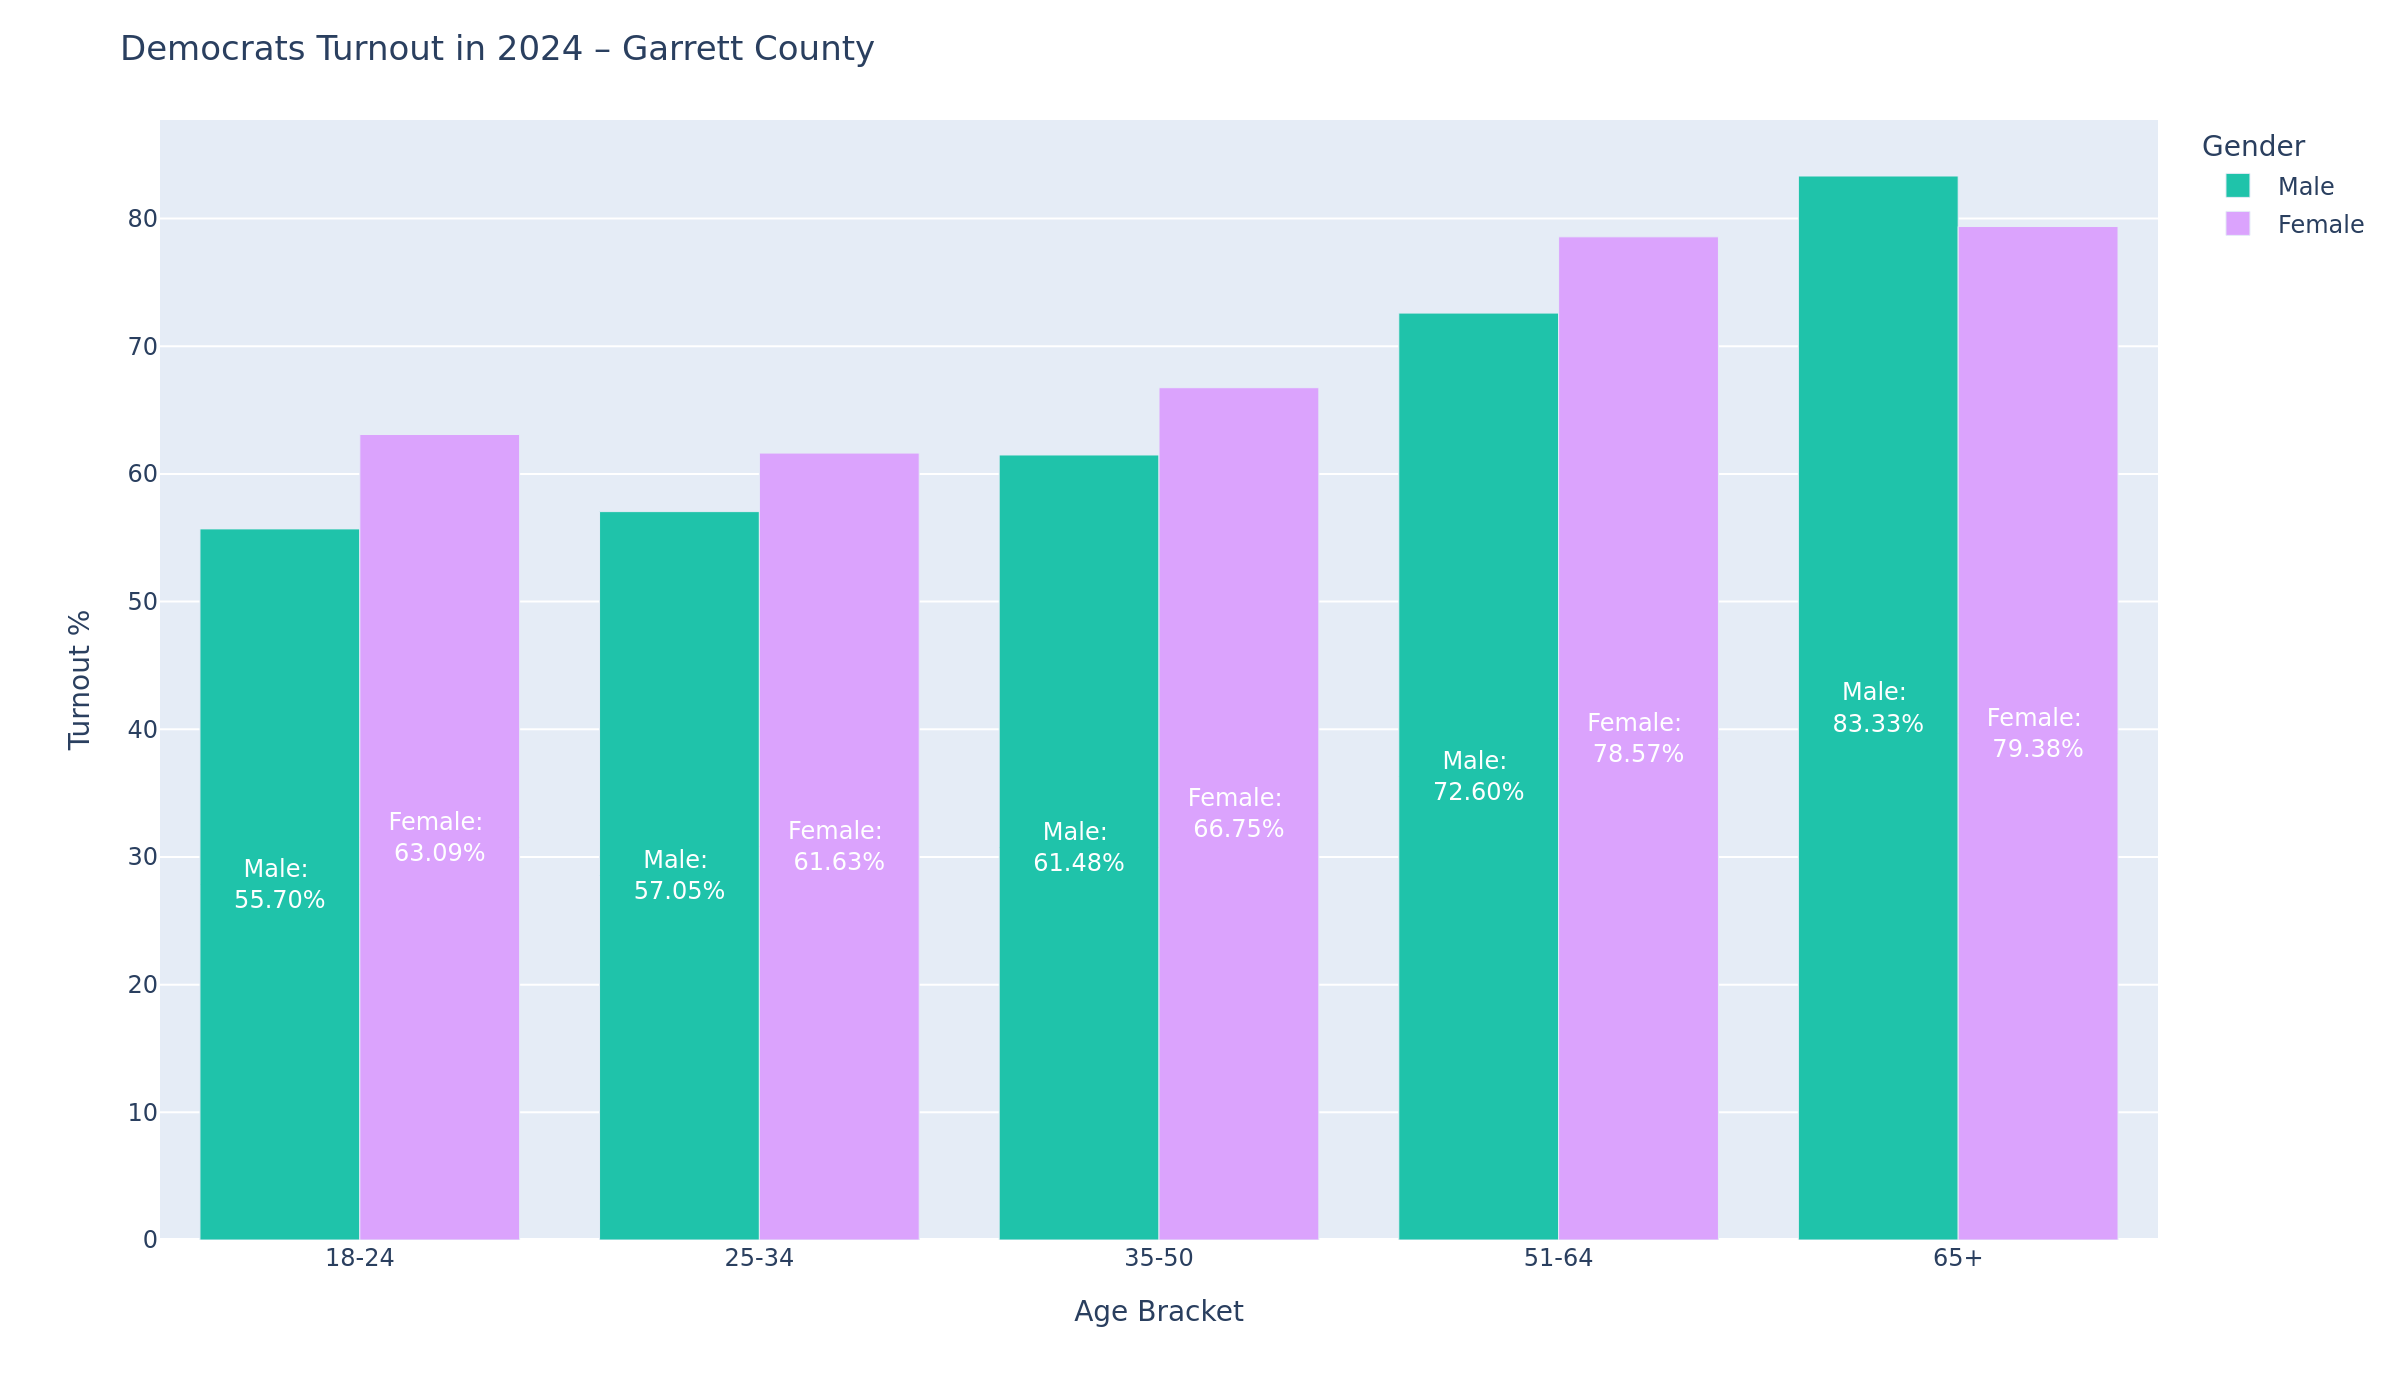 Democrats Turnout in 2024 – Garrett County
Gender
Male
Female
Turnout %
80
70
60
50
40
30
20
10
0
Male:
55.70%
Female:
63.09%
Male:
57.05%
Female:
61.63%
Male:
61.48%
Female:
66.75%
Male:
72.60%
Female:
78.57%
Male:
83.33%
Female:
79.38%
18-24
25-34
35-50
51-64
65+
Age Bracket